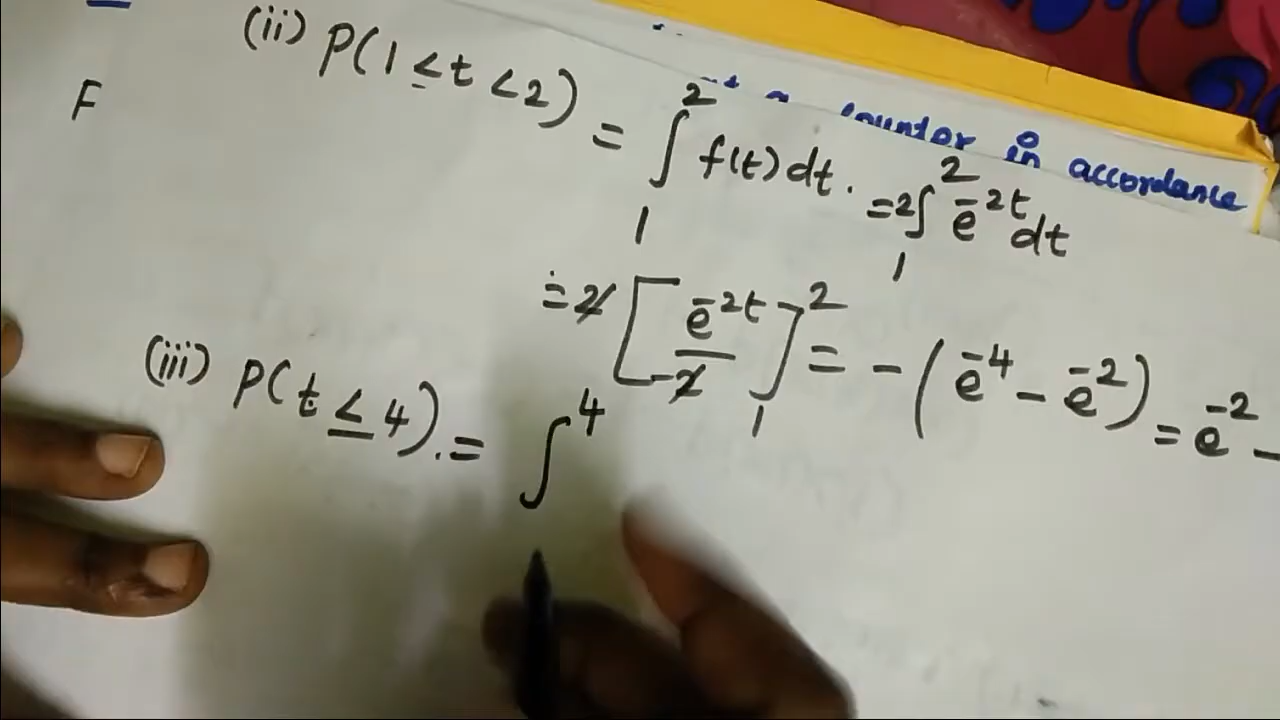 (ii) P(1 ≤ t < 2) = ∫₁² f(t) dt. = 2∫₁² e^{-2t} dt
F
counter in accordance
= 2 [e^{-2t} / -2]₁² = -(e^{-4} - e^{-2}) = e^{-2} -
(iii) P(t ≤ 4). = ∫⁴